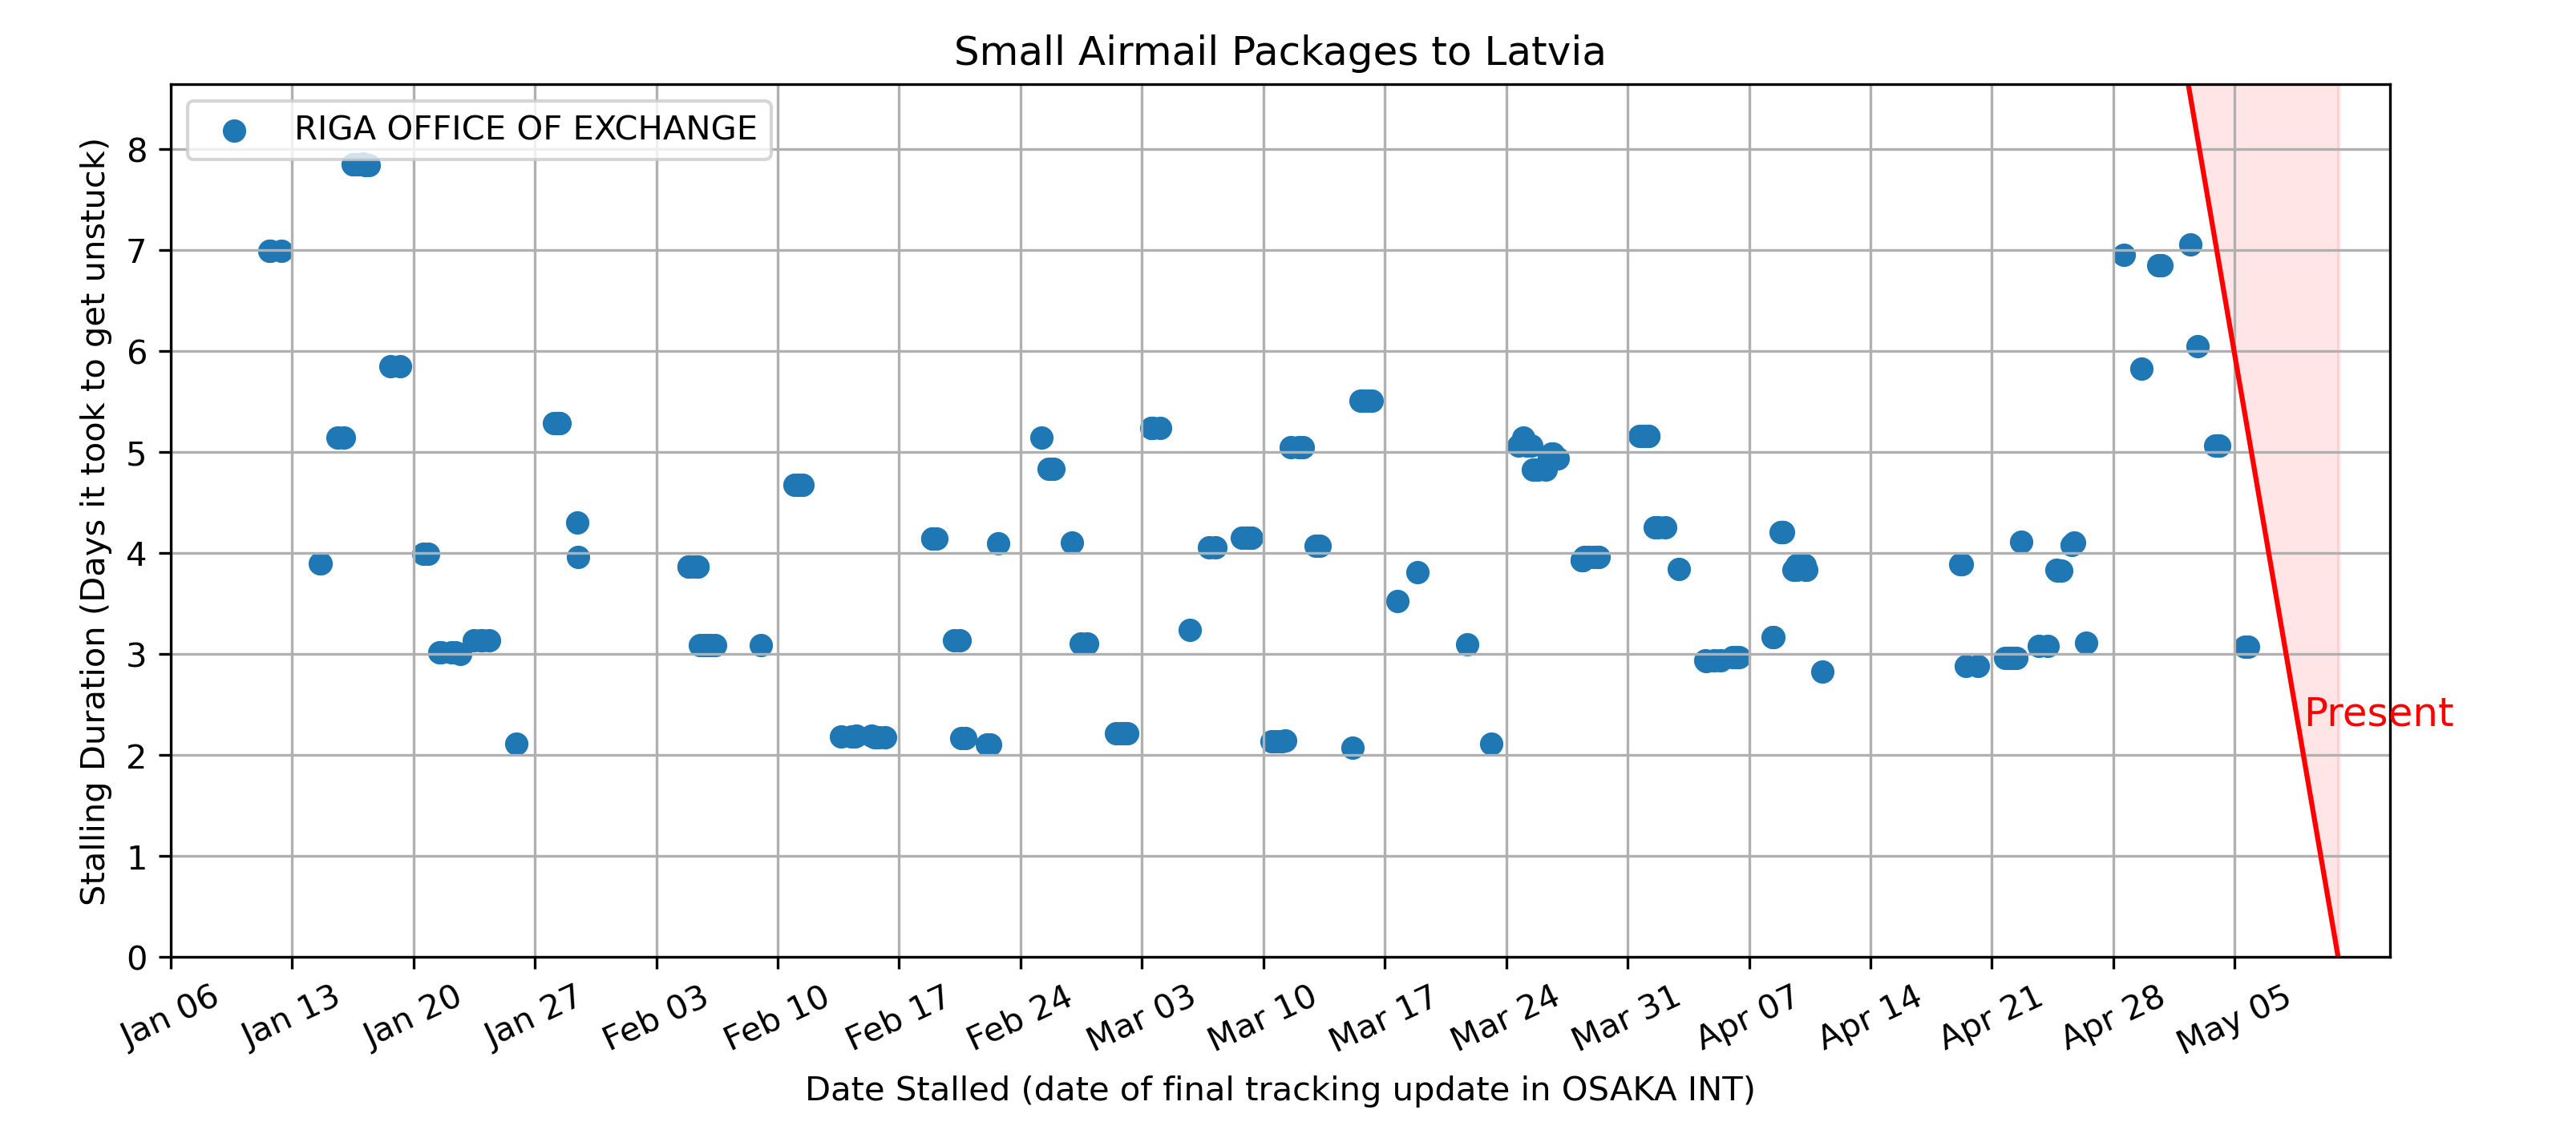 Small Airmail Packages to Latvia
RIGA OFFICE OF EXCHANGE
Stalling Duration (Days it took to get unstuck)
8
7
6
5
4
3
2
1
0
Present
Jan 06
Jan 13
Jan 20
Jan 27
Feb 03
Feb 10
Feb 17
Feb 24
Mar 03
Mar 10
Mar 17
Mar 24
Mar 31
Apr 07
Apr 14
Apr 21
Apr 28
May 05
Date Stalled (date of final tracking update in OSAKA INT)